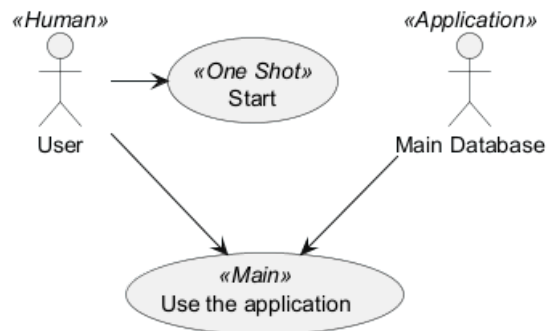 «Human»
«Application»
«One Shot»
Start
User
Main Database
«Main»
Use the application